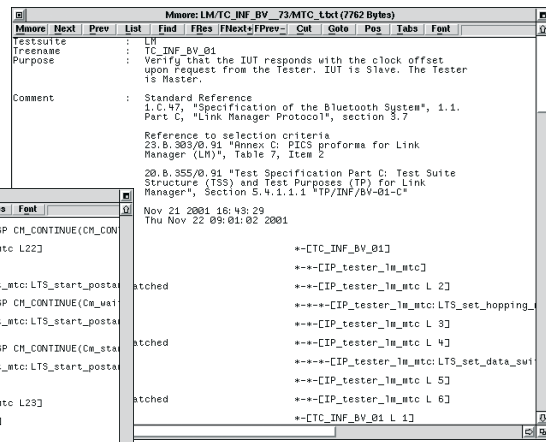 Mmore: LM/TC_INF_BV__73/MTC_t.txt (7762 Bytes)
Mmore Next Prev List Find FRes FNext+ FPrev- Cut Goto Pos Tabs Font
Testsuite : LM
Treename : TC_INF_BV_01
Purpose : Verify that the IUT responds with the clock offset
upon request from the Tester. IUT is Slave. The Tester
is Master.
Comment : Standard Reference
1.C.47, "Specification of the Bluetooth System", 1.1.
Part C, "Link Manager Protocol", section 3.7
Reference to selection criteria
23.B.303/0.91 "Annex C: PICS proforma for Link
Manager (LM)", Table 7, Item 2
20.B.355/0.91 "Test Specification Part C: Test Suite
Structure (TSS) and Test Purposes (TP) for Link
Manager", Section 5.4.1.1.1 "TP/INF/BV-01-C"
Nov 21 2001 16:43:29
Thu Nov 22 09:01:02 2001
*-[TC_INF_BV_01]
*-*-[IP_tester_lm_mtc]
atched *-*-[IP_tester_lm_mtc L 2]
*-*-*-[IP_tester_lm_mtc: LTS_set_hopping_
*-*-[IP_tester_lm_mtc L 3]
atched *-*-[IP_tester_lm_mtc L 4]
*-*-*-[IP_tester_lm_mtc: LTS_set_data_swi
*-*-[IP_tester_lm_mtc L 5]
atched *-*-[IP_tester_lm_mtc L 6]
*-[TC_INF_BV_01 L 1]
s Font
SP CM_CONTINUE(CM_CON
mtc L22]
_mtc: LTS_start_posta
SP CM_CONTINUE(Cm_wai
_mtc: LTS_start_posta
SP CM_CONTINUE(Cm_sta
_mtc: LTS_start_posta
mtc L23]
]